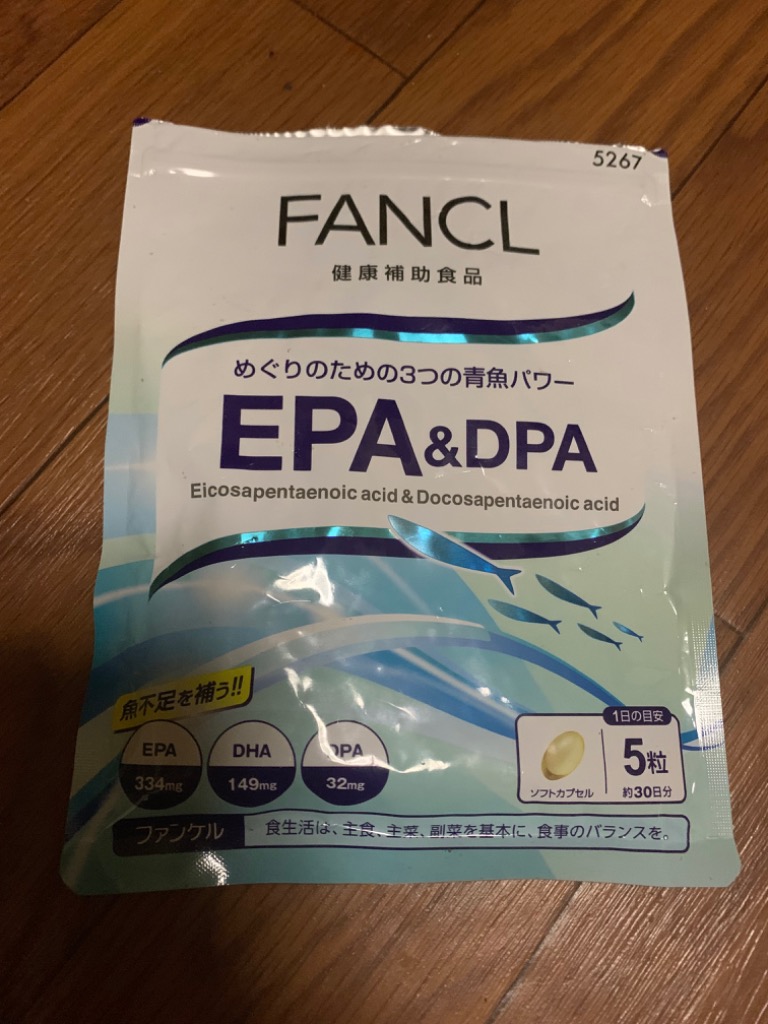 5267
FANCL
健康補助食品
めぐりのための3つの青魚パワー
EPA&DPA
Eicosapentaenoic acid & Docosapentaenoic acid
魚不足を補う!!
EPA
334mg
DHA
149mg
DPA
32mg
1日の目安
5粒
約30日分
ソフトカプセル
ファンケル
食生活は、主食、主菜、副菜を基本に、食事のバランスを。